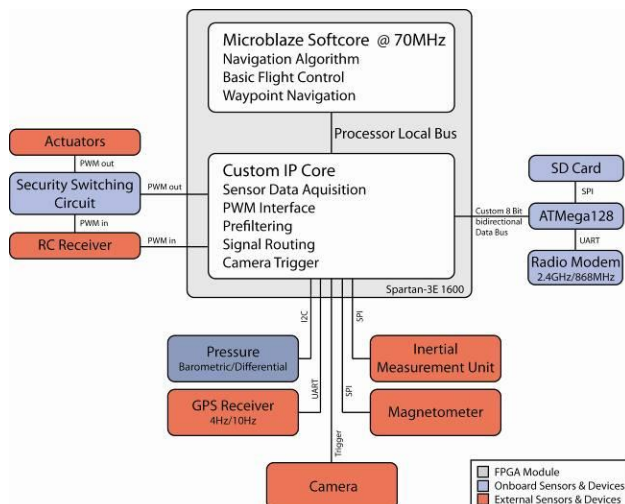 Microblaze Softcore @ 70MHz
Navigation Algorithm
Basic Flight Control
Waypoint Navigation
Processor Local Bus
Actuators
PWM out
Security Switching
Circuit
PWM out
PWM in
RC Receiver
PWM in
Custom IP Core
Sensor Data Aquisition
PWM Interface
Prefiltering
Signal Routing
Camera Trigger
Spartan-3E 1600
SD Card
SPI
Custom 8 Bit
bidirectional
Data Bus
ATMega128
UART
Radio Modem
2.4GHz/868MHz
I2C
SPI
Pressure
Barometric/Differential
Inertial
Measurement Unit
UART
SPI
GPS Receiver
4Hz/10Hz
Magnetometer
Trigger
Camera
FPGA Module
Onboard Sensors & Devices
External Sensors & Devices